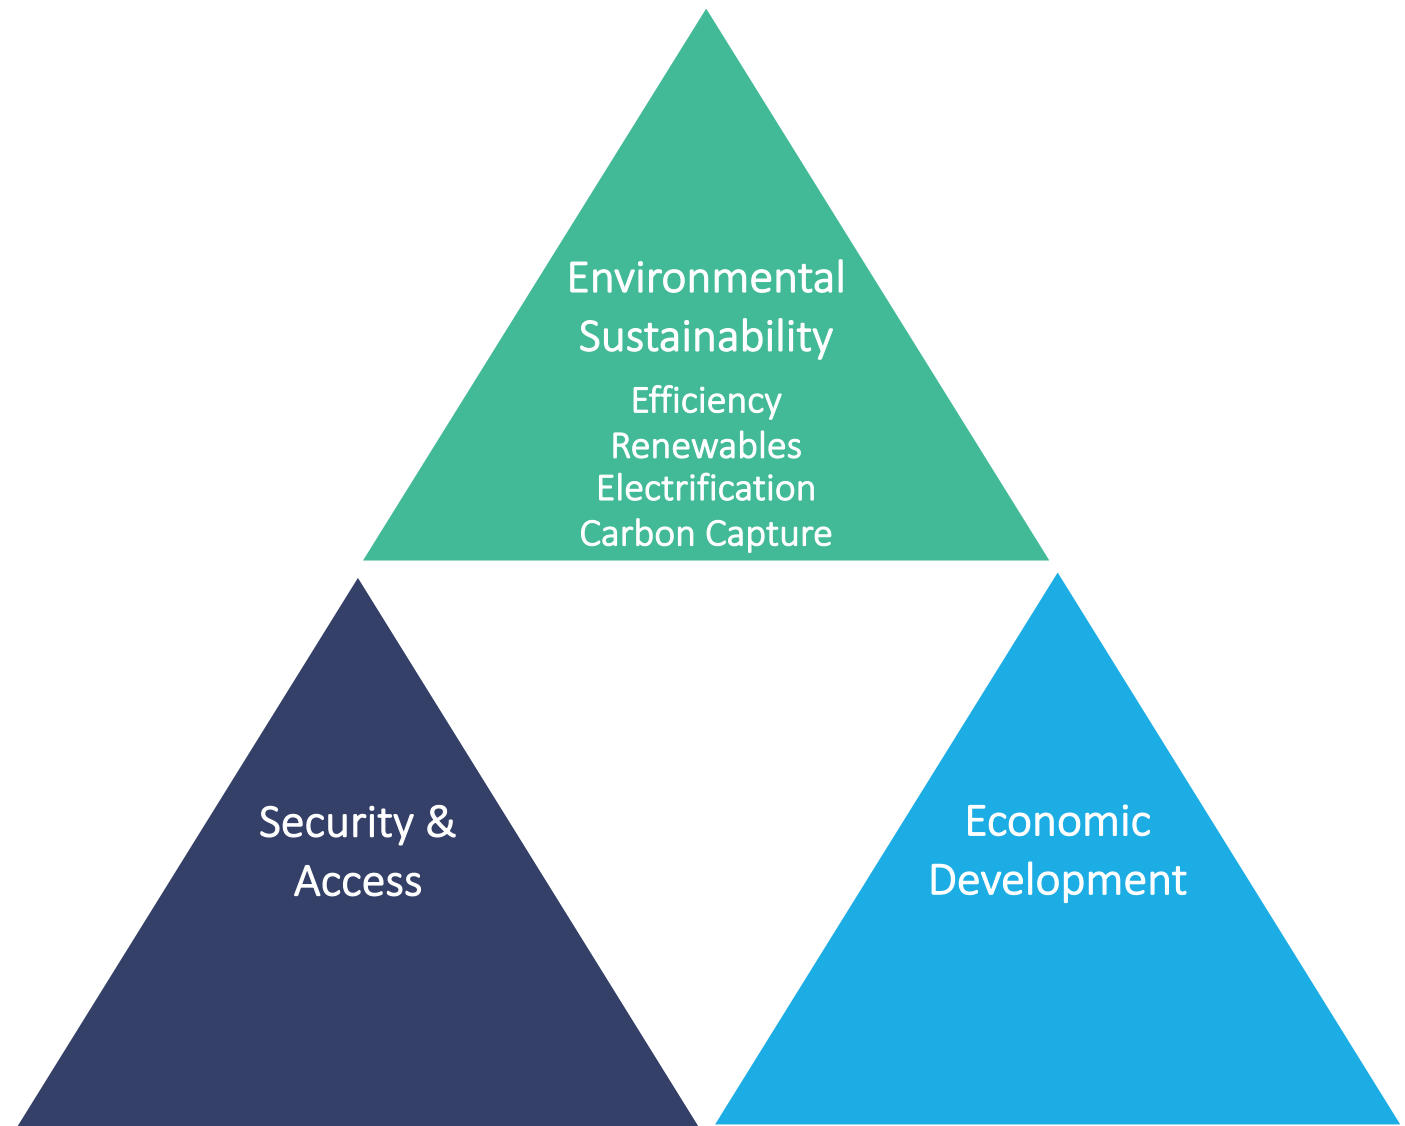 Environmental
Sustainability
Efficiency
Renewables
Electrification
Carbon Capture
Security &
Access
Economic
Development